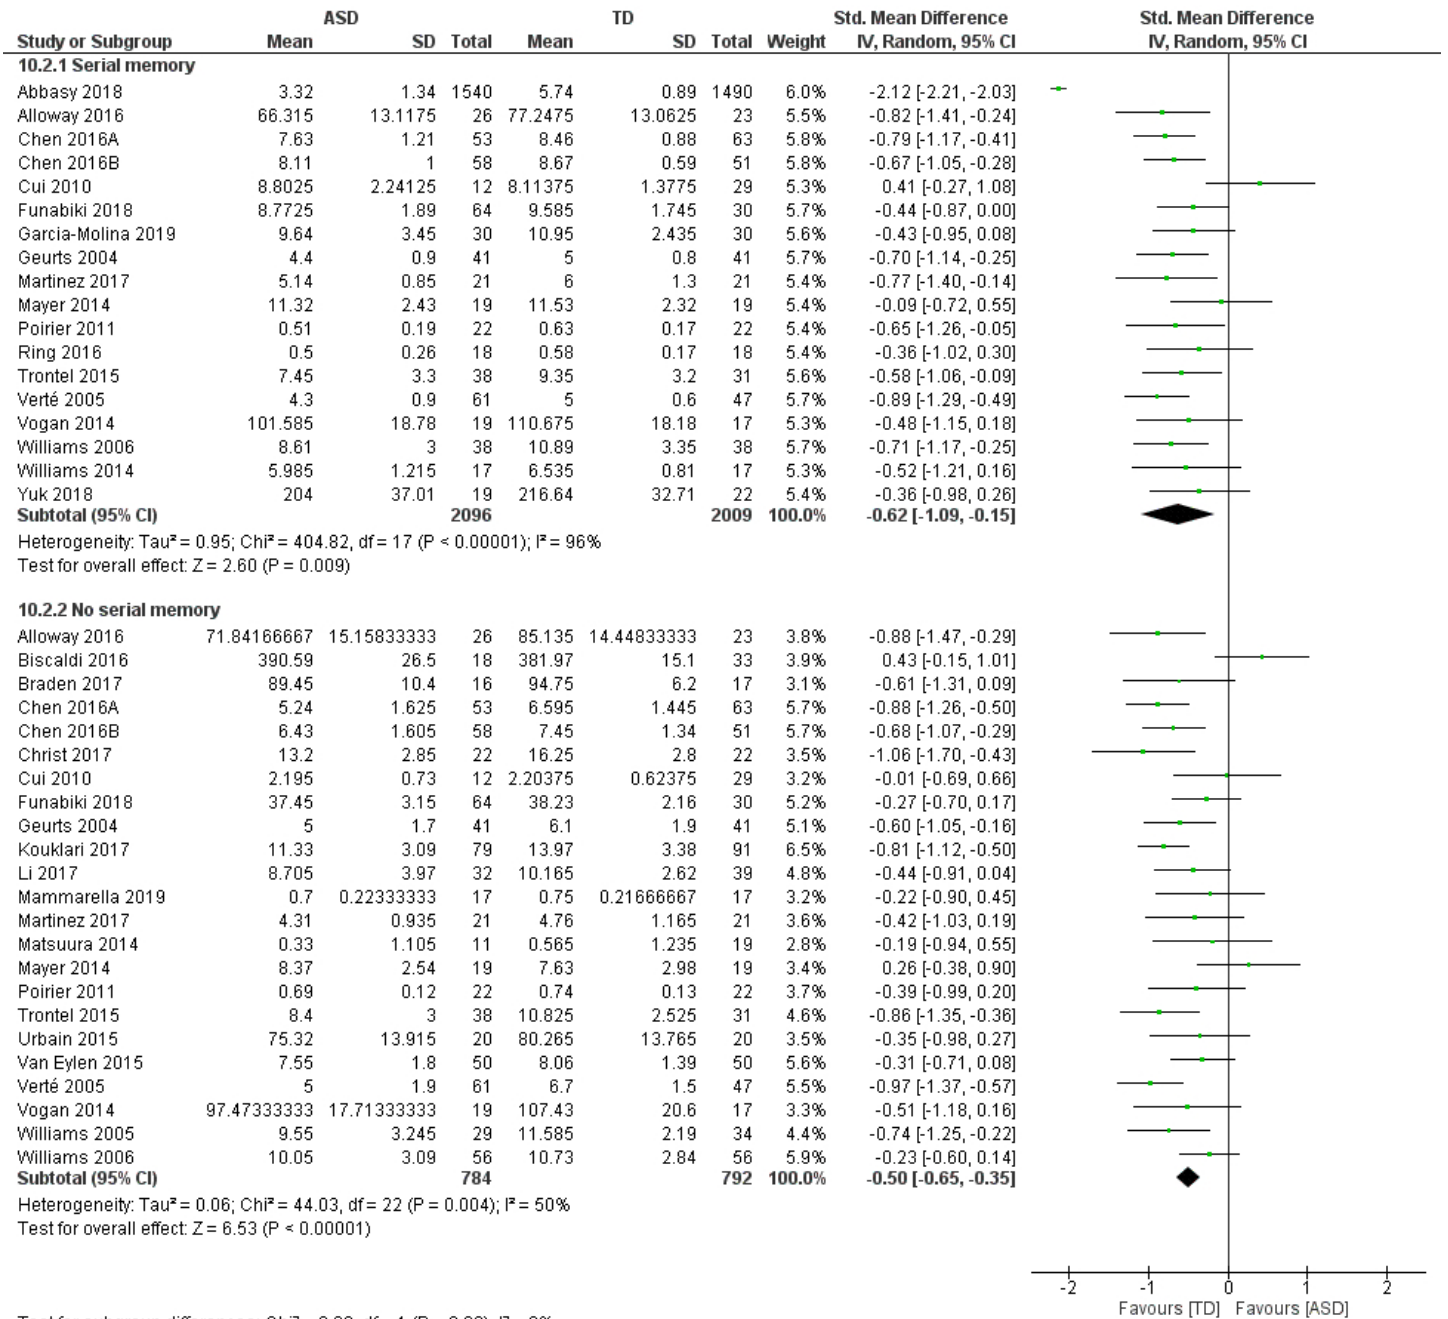 ASD TD Std. Mean Difference Std. Mean Difference
Study or Subgroup Mean SD Total Mean SD Total Weight IV, Random, 95% CI IV, Random, 95% CI
10.2.1 Serial memory
Abbasy 2018 3.32 1.34 1540 5.74 0.89 1490 6.0% -2.12 [-2.21, -2.03]
Alloway 2016 66.315 13.1175 26 77.2475 13.0625 23 5.5% -0.82 [-1.41, -0.24]
Chen 2016A 7.63 1.21 53 8.46 0.88 63 5.8% -0.79 [-1.17, -0.41]
Chen 2016B 8.11 1 58 8.67 0.59 51 5.8% -0.67 [-1.05, -0.28]
Cui 2010 8.8025 2.24125 12 8.11375 1.3775 29 5.3% 0.41 [-0.27, 1.08]
Funabiki 2018 8.7725 1.89 64 9.585 1.745 30 5.7% -0.44 [-0.87, 0.00]
Garcia-Molina 2019 9.64 3.45 30 10.95 2.435 30 5.6% -0.43 [-0.95, 0.08]
Geurts 2004 4.4 0.9 41 5 0.8 41 5.7% -0.70 [-1.14, -0.25]
Martinez 2017 5.14 0.85 21 6 1.3 21 5.4% -0.77 [-1.40, -0.14]
Mayer 2014 11.32 2.43 19 11.53 2.32 19 5.4% -0.09 [-0.72, 0.55]
Poirier 2011 0.51 0.19 22 0.63 0.17 22 5.4% -0.65 [-1.26, -0.05]
Ring 2016 0.5 0.26 18 0.58 0.17 18 5.4% -0.36 [-1.02, 0.30]
Trontel 2015 7.45 3.3 38 9.35 3.2 31 5.6% -0.58 [-1.06, -0.09]
Verté 2005 4.3 0.9 61 5 0.6 47 5.7% -0.89 [-1.29, -0.49]
Vogan 2014 101.585 18.78 19 110.675 18.18 17 5.3% -0.48 [-1.15, 0.18]
Williams 2006 8.61 3 38 10.89 3.35 38 5.7% -0.71 [-1.17, -0.25]
Williams 2014 5.985 1.215 17 6.535 0.81 17 5.3% -0.52 [-1.21, 0.16]
Yuk 2018 204 37.01 19 216.64 32.71 22 5.4% -0.36 [-0.98, 0.26]
Subtotal (95% CI) 2096 2009 100.0% -0.62 [-1.09, -0.15]
Heterogeneity: Tau² = 0.95; Chi² = 404.82, df = 17 (P < 0.00001); I² = 96%
Test for overall effect: Z = 2.60 (P = 0.009)
10.2.2 No serial memory
Alloway 2016 71.84166667 15.15833333 26 85.135 14.44833333 23 3.8% -0.88 [-1.47, -0.29]
Biscaldi 2016 390.59 26.5 18 381.97 15.1 33 3.9% 0.43 [-0.15, 1.01]
Braden 2017 89.45 10.4 16 94.75 6.2 17 3.1% -0.61 [-1.31, 0.09]
Chen 2016A 5.24 1.625 53 6.595 1.445 63 5.7% -0.88 [-1.26, -0.50]
Chen 2016B 6.43 1.605 58 7.45 1.34 51 5.7% -0.68 [-1.07, -0.29]
Christ 2017 13.2 2.85 22 16.25 2.8 22 3.5% -1.06 [-1.70, -0.43]
Cui 2010 2.195 0.73 12 2.20375 0.62375 29 3.2% -0.01 [-0.69, 0.66]
Funabiki 2018 37.45 3.15 64 38.23 2.16 30 5.2% -0.27 [-0.70, 0.17]
Geurts 2004 5 1.7 41 6.1 1.9 41 5.1% -0.60 [-1.05, -0.16]
Kouklari 2017 11.33 3.09 79 13.97 3.38 91 6.5% -0.81 [-1.12, -0.50]
Li 2017 8.705 3.97 32 10.165 2.62 39 4.8% -0.44 [-0.91, 0.04]
Mammarella 2019 0.7 0.22333333 17 0.75 0.21666667 17 3.2% -0.22 [-0.90, 0.45]
Martinez 2017 4.31 0.935 21 4.76 1.165 21 3.6% -0.42 [-1.03, 0.19]
Matsuura 2014 0.33 1.105 11 0.565 1.235 19 2.8% -0.19 [-0.94, 0.55]
Mayer 2014 8.37 2.54 19 7.63 2.98 19 3.4% 0.26 [-0.38, 0.90]
Poirier 2011 0.69 0.12 22 0.74 0.13 22 3.7% -0.39 [-0.99, 0.20]
Trontel 2015 8.4 3 38 10.825 2.525 31 4.6% -0.86 [-1.35, -0.36]
Urbain 2015 75.32 13.915 20 80.265 13.765 20 3.5% -0.35 [-0.98, 0.27]
Van Eylen 2015 7.55 1.8 50 8.06 1.39 50 5.6% -0.31 [-0.71, 0.08]
Verté 2005 5 1.9 61 6.7 1.5 47 5.5% -0.97 [-1.37, -0.57]
Vogan 2014 97.47333333 17.71333333 19 107.43 20.6 17 3.3% -0.51 [-1.18, 0.16]
Williams 2005 9.55 3.245 29 11.585 2.19 34 4.4% -0.74 [-1.25, -0.22]
Williams 2006 10.05 3.09 56 10.73 2.84 56 5.9% -0.23 [-0.60, 0.14]
Subtotal (95% CI) 784 792 100.0% -0.50 [-0.65, -0.35]
Heterogeneity: Tau² = 0.06; Chi² = 44.03, df = 22 (P = 0.004); I² = 50%
Test for overall effect: Z = 6.53 (P < 0.00001)
-2 -1 0 1 2
Favours [TD] Favours [ASD]